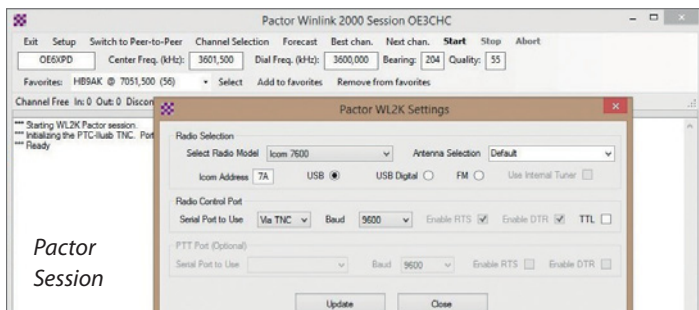 Pactor Winlink 2000 Session OE3CHC
Exit Setup Switch to Peer-to-Peer Channel Selection Forecast Best chan. Next chan. Start Stop Abort
OE6XPD Center Freq. (kHz): 3601,500 Dial Freq. (kHz): 3600,000 Bearing: 204 Quality: 55
Favorites: HB9AK @ 7051,500 (56) Select Add to favorites Remove from favorites
Channel Free In: 0 Out: 0 Discon
Pactor WL2K Settings
*** Starting WL2K Pactor session.
*** Initializing the PTC-IIusb TNC. Port
*** Ready
Radio Selection
Select Radio Model Icom 7600 Antenna Selection Default
Icom Address 7A USB USB Digital FM Use Internal Tuner
Radio Control Port
Serial Port to Use Via TNC Baud 9600 Enable RTS Enable DTR TTL
PTT Port (Optional)
Serial Port to Use Baud 9600 Enable RTS Enable DTR
Update Close
Pactor
Session